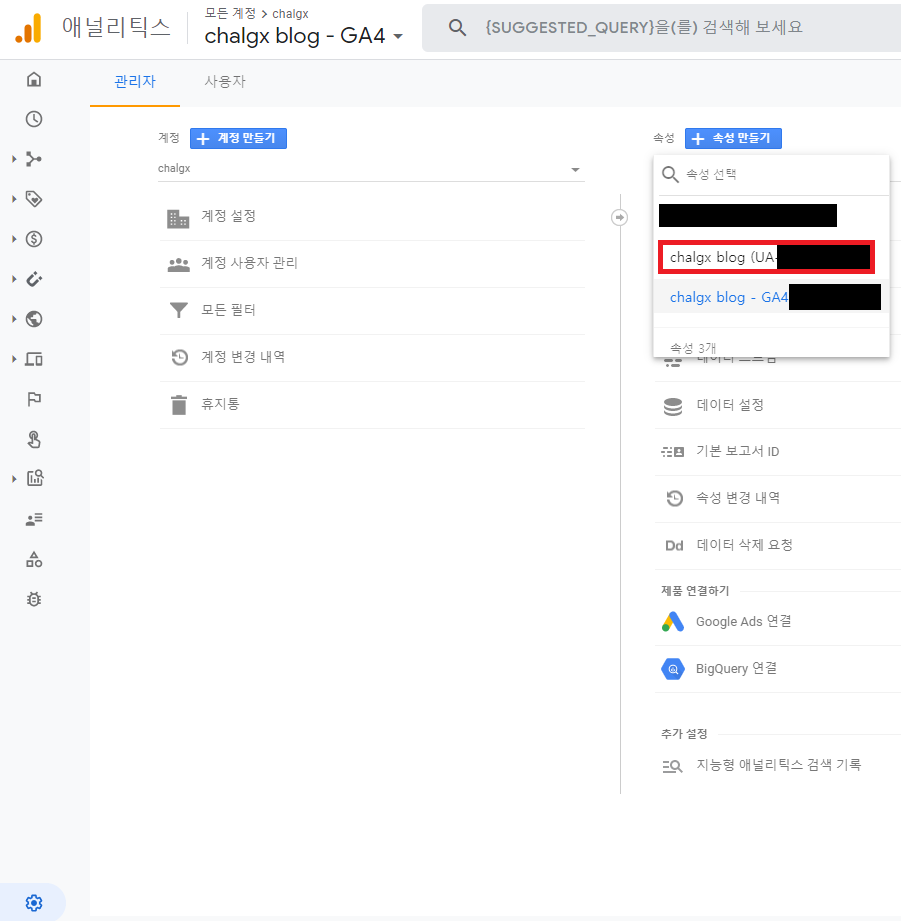 애널리틱스
모든 계정 > chalgx
chalgx blog - GA4
{SUGGESTED_QUERY}을(를) 검색해 보세요
관리자
사용자
계정
+ 계정 만들기
chalgx
계정 설정
계정 사용자 관리
모든 필터
계정 변경 내역
휴지통
속성
+ 속성 만들기
속성 선택
chalgx blog (UA-
chalgx blog - GA4
속성 3개
데이터 스트림
데이터 설정
기본 보고서 ID
속성 변경 내역
Dd 데이터 삭제 요청
제품 연결하기
Google Ads 연결
BigQuery 연결
추가 설정
지능형 애널리틱스 검색 기록